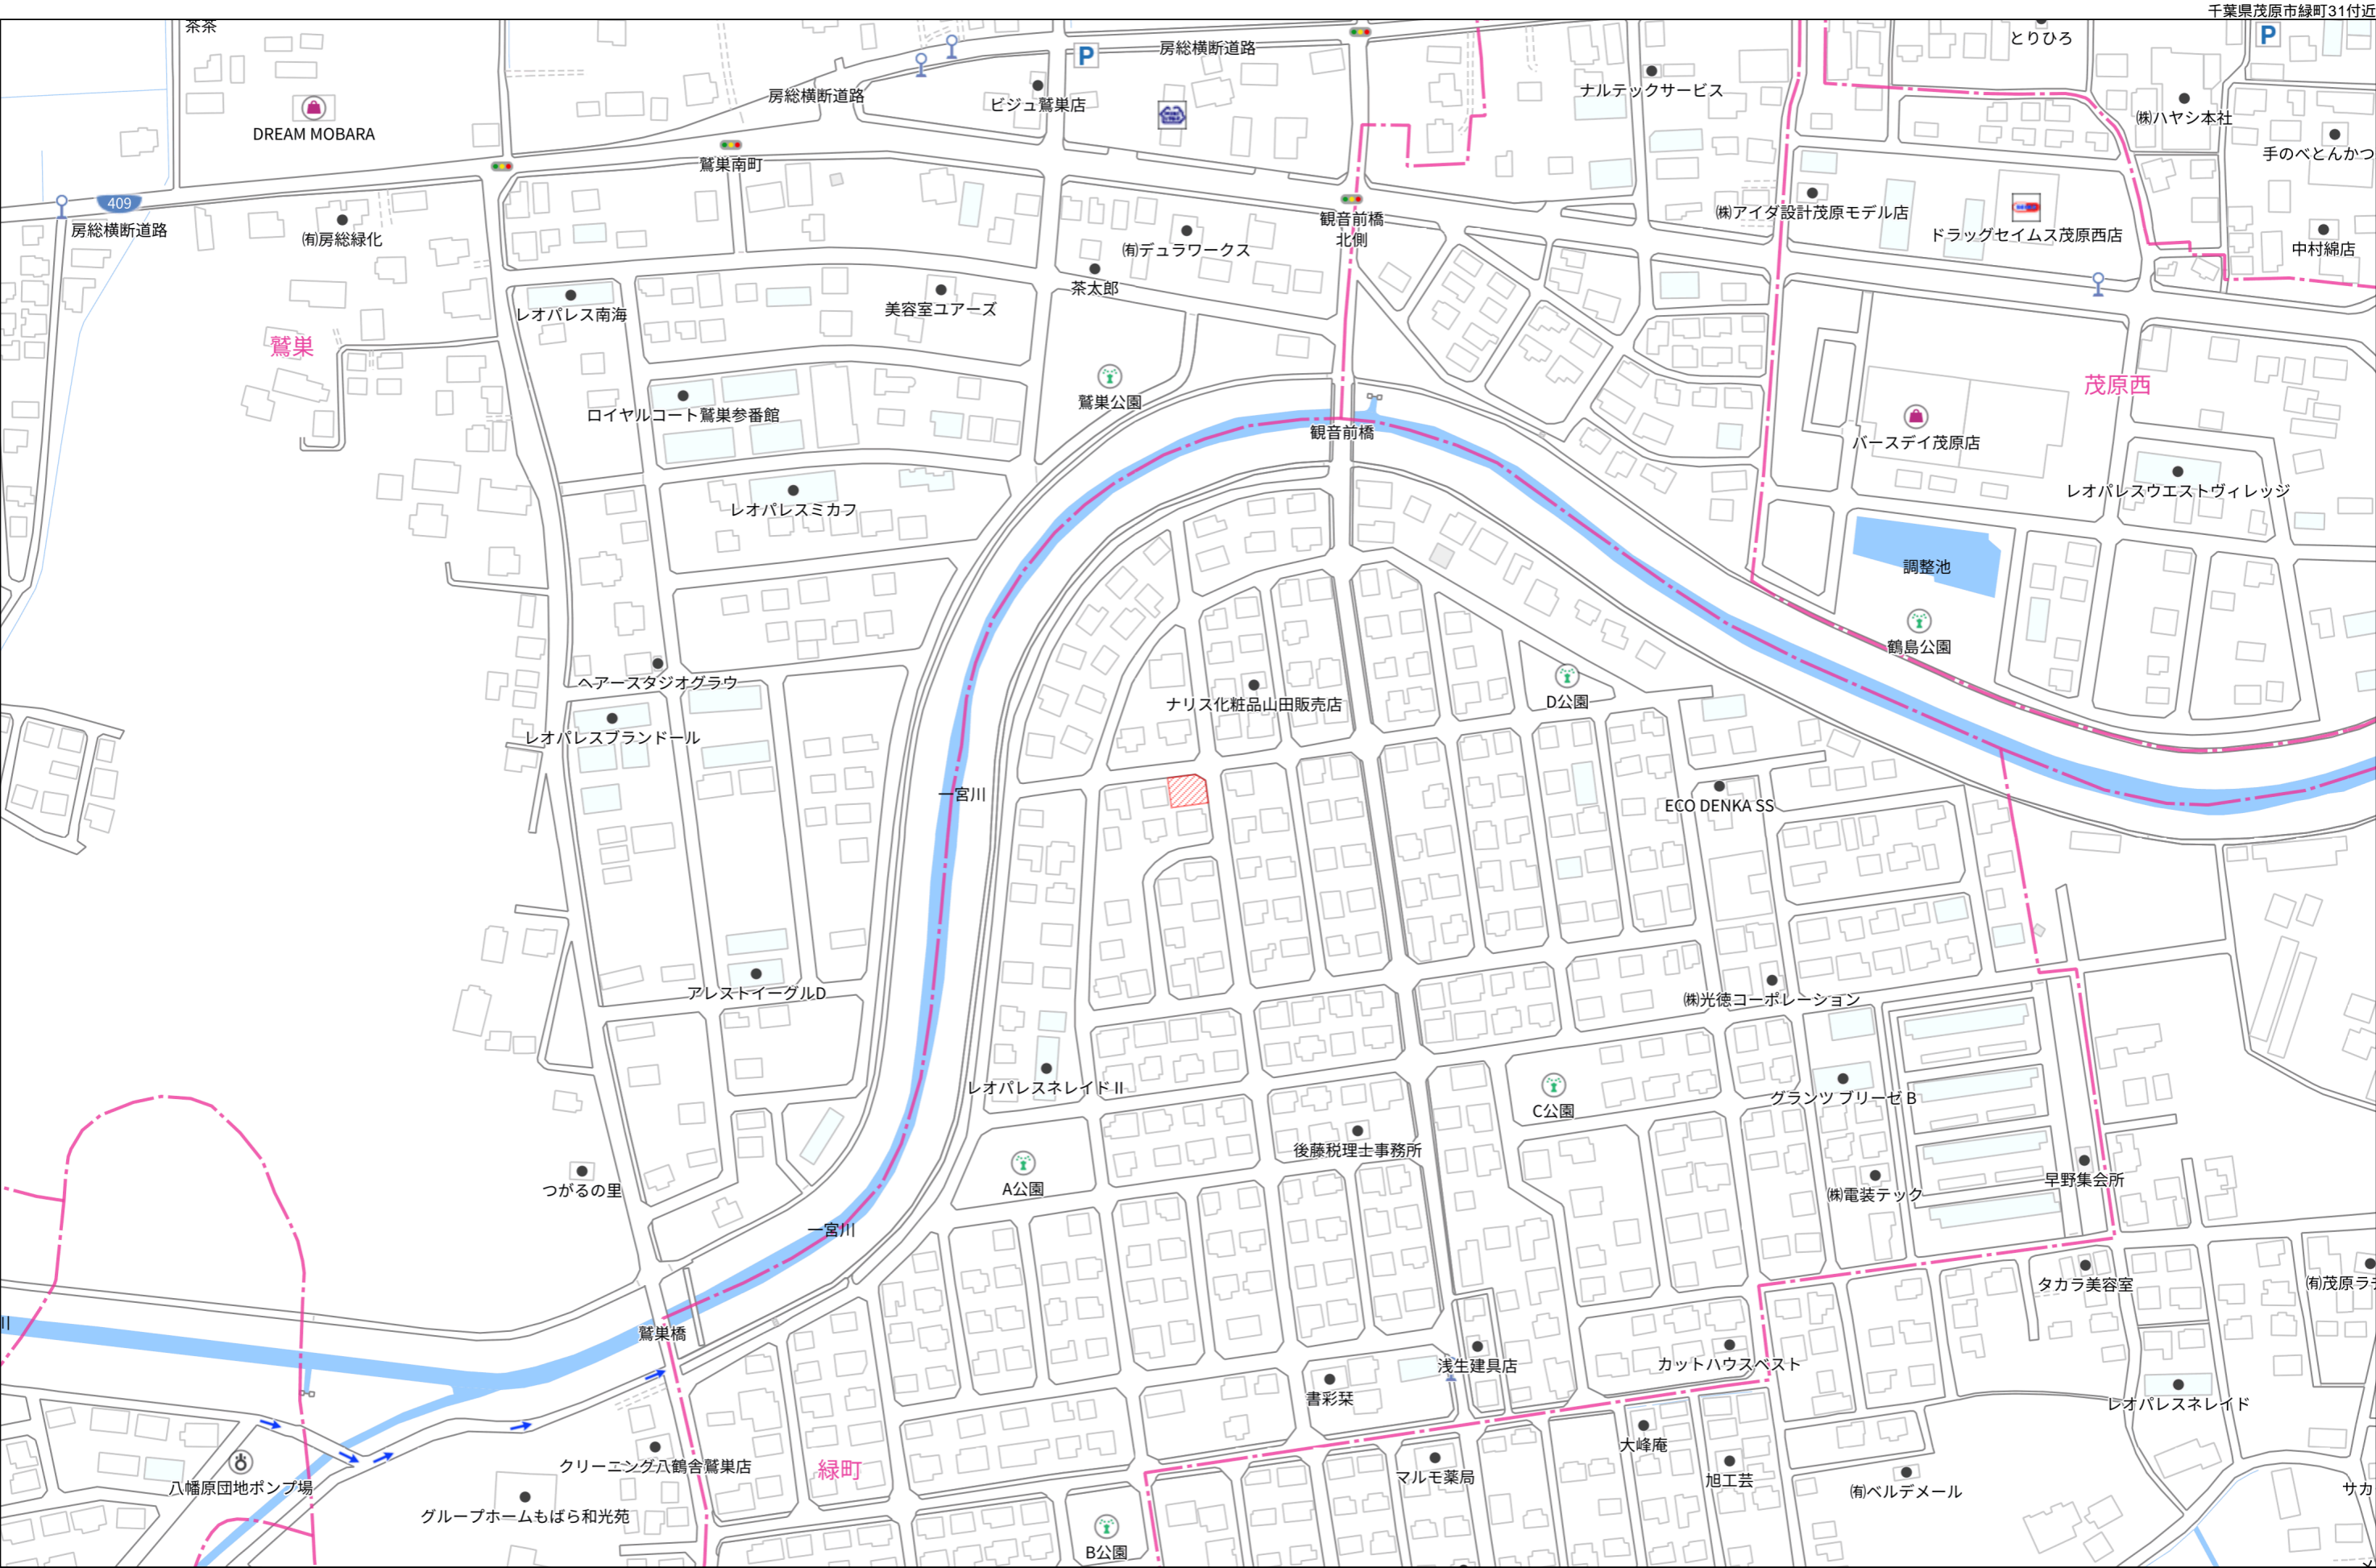 千葉県茂原市緑町31付近
茶茶
とりひろ
P
P
房総横断道路
DREAM MOBARA
房総横断道路
ビジュ鷲巣店
ナルテックサービス
㈱ハヤシ本社
手のべとんかつ
鷲巣南町
409
房総横断道路
㈲房総緑化
㈲デュラワークス
観音前橋
北側
㈱アイダ設計茂原モデル店
ドラッグセイムス茂原西店
中村綿店
レオパレス南海
美容室ユアーズ
茶太郎
鷲巣
茂原西
ロイヤルコート鷲巣参番館
鷲巣公園
観音前橋
バースデイ茂原店
レオパレスミカフ
レオパレスウエストヴィレッジ
調整池
鶴島公園
ヘアースタジオグラウ
ナリス化粧品山田販売店
D公園
レオパレスブランドール
一宮川
ECO DENKA SS
アレストイーグルD
㈱光徳コーポレーション
レオパレスネレイドⅡ
C公園
グランツ ブリーゼB
後藤税理士事務所
つがるの里
A公園
㈱電装テック
早野集会所
一宮川
タカラ美容室
㈲茂原ラ
川
鷲巣橋
浅生建具店
カットハウスベスト
書彩栞
レオパレスネレイド
大峰庵
クリーニング八鶴舎鷲巣店
緑町
マルモ薬局
旭工芸
㈲ベルデメール
八幡原団地ポンプ場
サカ
グループホームもばら和光苑
B公園